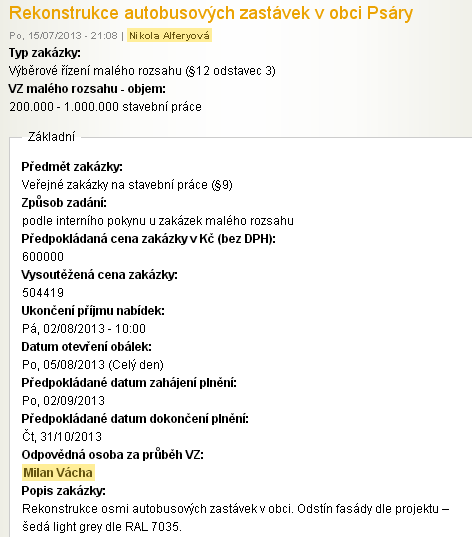 Rekonstrukce autobusových zastávek v obci Psáry
Po, 15/07/2013 - 21:08 | Nikola Alferyová
Typ zakázky:
Výběrové řízení malého rozsahu (§12 odstavec 3)
VZ malého rozsahu - objem:
200.000 - 1.000.000 stavební práce
Základní
Předmět zakázky:
Veřejné zakázky na stavební práce (§9)
Způsob zadání:
podle interního pokynu u zakázek malého rozsahu
Předpokládaná cena zakázky v Kč (bez DPH):
600000
Vysoutěžená cena zakázky:
504419
Ukončení příjmu nabídek:
Pá, 02/08/2013 - 10:00
Datum otevření obálek:
Po, 05/08/2013 (Celý den)
Předpokládané datum zahájení plnění:
Po, 02/09/2013
Předpokládané datum dokončení plnění:
Čt, 31/10/2013
Odpovědná osoba za průběh VZ:
Milan Vácha
Popis zakázky:
Rekonstrukce osmi autobusových zastávek v obci. Odstín fasády dle projektu –
šedá light grey dle RAL 7035.